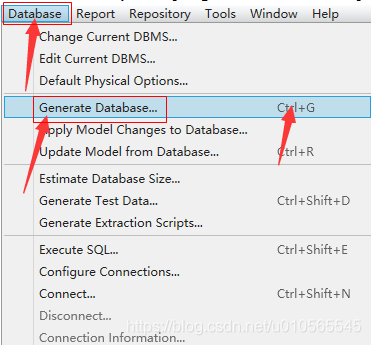 Database Report Repository Tools Window Help
Change Current DBMS...
Edit Current DBMS...
Default Physical Options...
Generate Database... Ctrl+G
Apply Model Changes to Database...
Update Model from Database... Ctrl+R
Estimate Database Size...
Generate Test Data... Ctrl+Shift+D
Generate Extraction Scripts...
Execute SQL... Ctrl+Shift+E
Configure Connections...
Connect... Ctrl+Shift+N
Disconnect...
https://blog.csdn.net/u010565545
Connection Information...